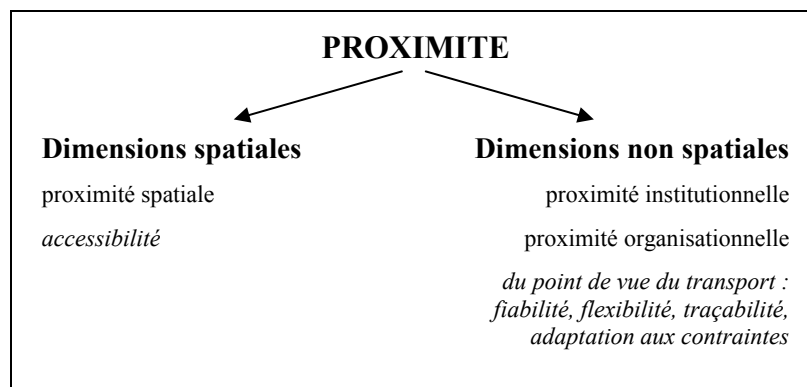 PROXIMITE
Dimensions spatiales
proximité spatiale
accessibilité
Dimensions non spatiales
proximité institutionnelle
proximité organisationnelle
du point de vue du transport :
fiabilité, flexibilité, traçabilité,
adaptation aux contraintes